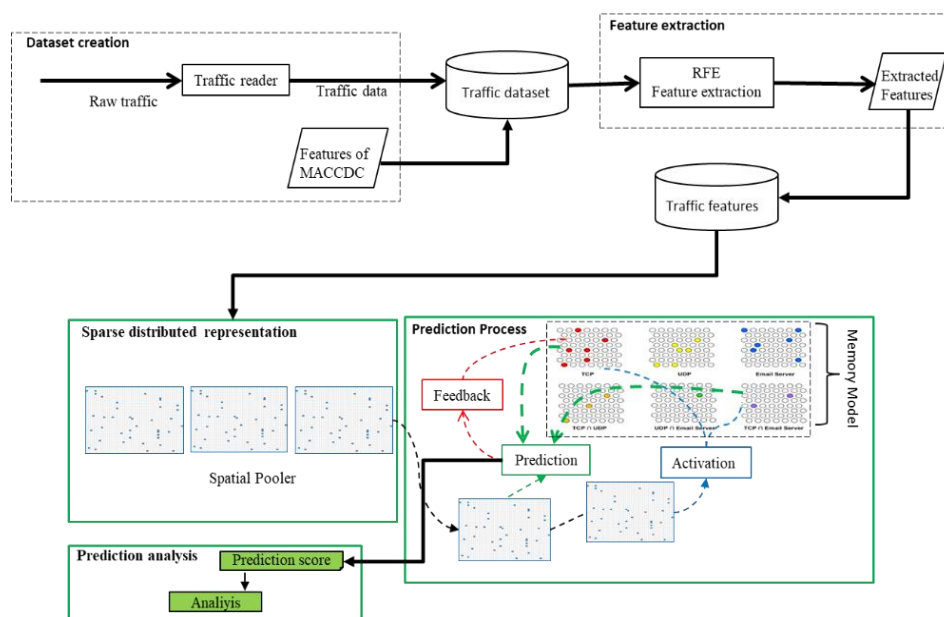 Dataset creation
Raw traffic
Traffic reader
Traffic data
Features of
MACCDC
Traffic dataset
Feature extraction
RFE
Feature extraction
Extracted
Features
Traffic features
Sparse distributed representation
Spatial Pooler
Prediction Process
TCP
UDP
Email Server
TCP ∩ UDP
UDP ∩ Email Server
TCP ∩ Email Server
Memory Model
Feedback
Prediction
Activation
Prediction analysis
Prediction score
Analiyis